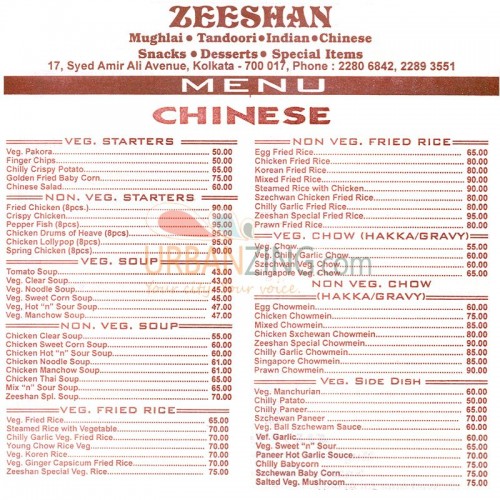 ZEESHAN
Mughlai • Tandoori • Indian • Chinese
Snacks • Desserts • Special Items
17, Syed Amir Ali Avenue, Kolkata - 700 017, Phone : 2280 6842, 2289 3551
MENU
CHINESE
VEG. STARTERS
Veg. Pakora 50.00
Finger Chips 50.00
Chilly Crispy Potato 65.00
Golden Fried Baby Corn 75.00
Chinese Salad 60.00
NON. VEG. STARTERS
Fried Chicken (8pcs.) 90.00
Crispy Chicken 90.00
Pepper Fish (8pcs) 95.00
Chicken Drums of Heave (8pcs) 95.00
Chicken Lollypop (8pcs) 95.00
Spring Chicken (8pc) 90.00
VEG. SOUP
Tomato Soup 43.00
Veg. Clear Soup 43.00
Veg. Noodle Soup 45.00
Veg. Sweet Corn Soup 45.00
Veg. Hot "n" Sour Soup 47.00
Veg. Manchow Soup 47.00
NON. VEG. SOUP
Chicken Clear Soup 55.00
Chicken Sweet Corn Soup 60.00
Chicken Hot "n" Sour Soup 60.00
Chicken Noodle Soup 61.00
Chicken Manchow Soup 61.00
Chicken Thai Soup 65.00
Mix "n" Sour Soup 70.00
Zeeshan Spl. Soup 70.00
VEG. FRIED RICE
Veg. Fried Rice 65.00
Steamed Rice with Vegetable 70.00
Chilly Garlic Veg. Fried Rice 70.00
Young Chow Rice Veg. 70.00
Veg. Koren Rice 70.00
Veg. Ginger Capsicum Fried Rice 70.00
Zeeshan Special Veg. Rice 75.00
NON VEG. FRIED RICE
Egg Fried Rice 65.00
Chicken Fried Rice 80.00
Korean Fried Rice 80.00
Mixed Fried Rice 90.00
Steamed Rice with Chicken 80.00
Szechwan Chicken Fried Rice 80.00
Chilly Garlic Fried Rice 80.00
Zeeshan Special Fried Rice 95.00
Prawn Fried Rice 80.00
VEG. CHOW (HAKKA/GRAVY)
Veg. Chow 55.00
Veg. Chilly Garlic Chow 60.00
Szechwan Veg. Chow 60.00
Singapore Veg. Chow 65.00
NON VEG. CHOW
(HAKKA/GRAVY)
Egg Chowmein 60.00
Chicken Chowmein 75.00
Mixed Chowmein 85.00
Chicken Sxchewan Chowmein 80.00
Zeeshan Special Chowmein 90.00
Chilly Garlic Chowmein 80.00
Singapore Chowmein 85.00
Prawn Chowmein 90.00
VEG. SIDE DISH
Veg. Manchurian 60.00
Chilly Patato 50.00
Chilly Paneer 65.00
Szchewan Paneer 70.00
Veg. Ball Szchewam Sauce 60.00
Vef. Garlic 60.00
Veg. Sweet "n" Sour 65.00
Paneer Hot Garlic Sauce 70.00
Chilly Babycorn 75.00
Szchewan Baby Corn 75.00
Salted Veg. Mushroom 75.00
URBANZING.com
Your city, your voice.